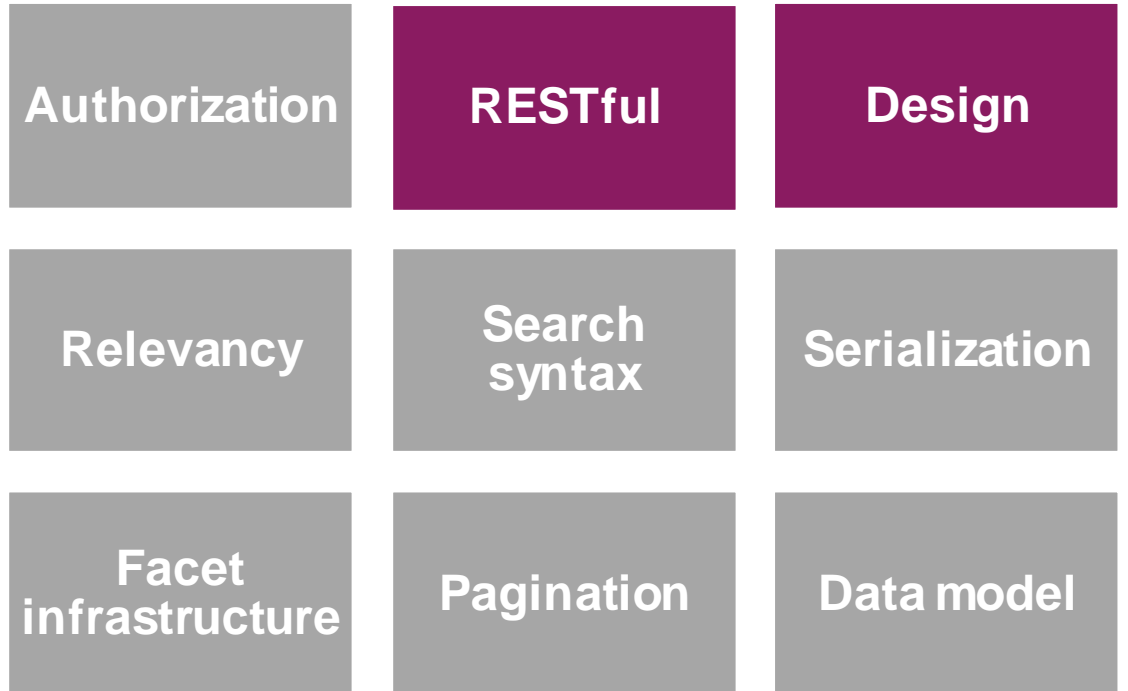 Authorization
RESTful
Design
Relevancy
Search
syntax
Serialization
Facet
infrastructure
Pagination
Data model